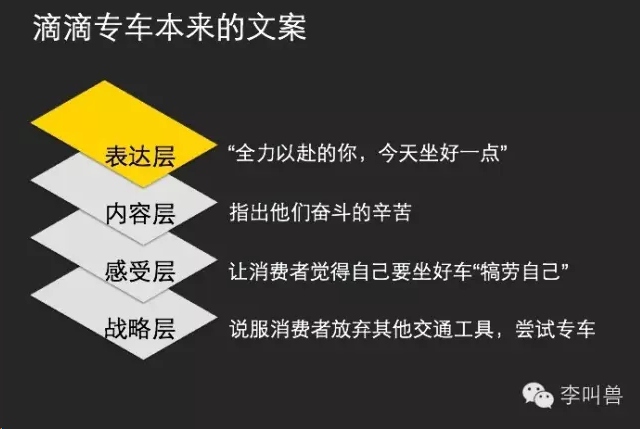 滴滴专车本来的文案
表达层 “全力以赴的你，今天坐好一点”
内容层 指出他们奋斗的辛苦
感受层 让消费者觉得自己要坐好车“犒劳自己”
战略层 说服消费者放弃其他交通工具，尝试专车
李叫兽